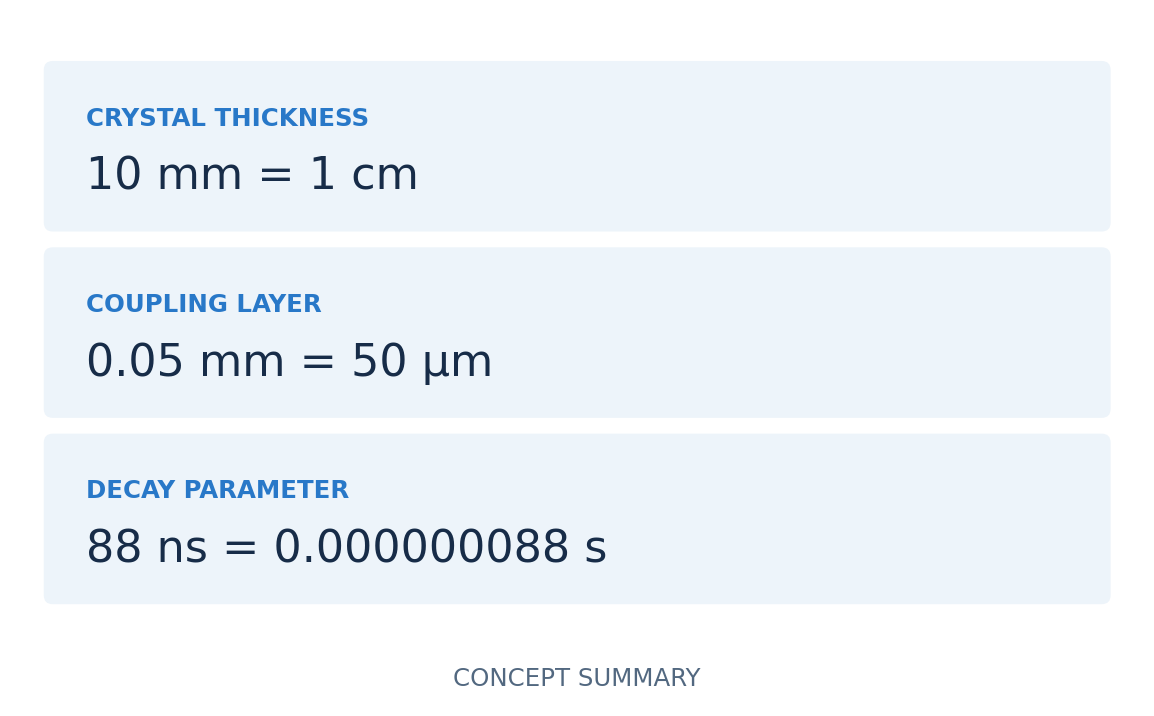 CRYSTAL THICKNESS
10 mm = 1 cm
COUPLING LAYER
0.05 mm = 50 μm
DECAY PARAMETER
88 ns = 0.000000088 s
CONCEPT SUMMARY